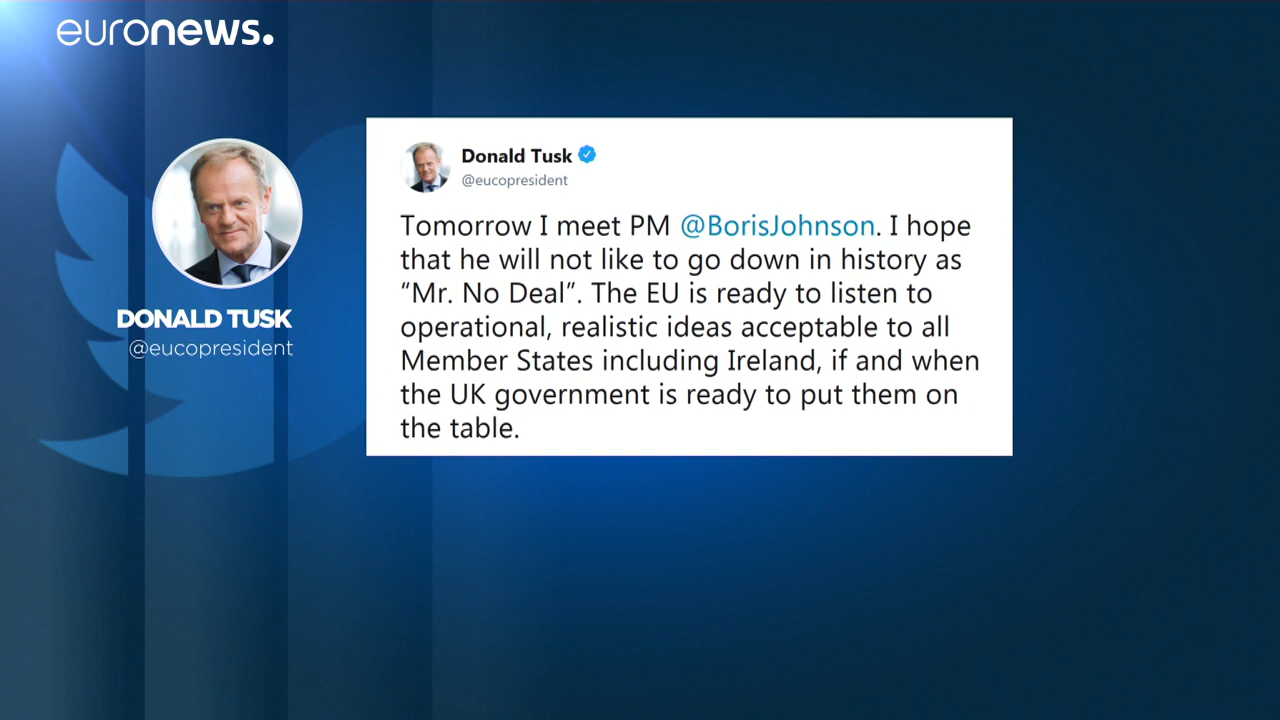 euronews.
DONALD TUSK
@eucopresident
Donald Tusk
@eucopresident
Tomorrow I meet PM @BorisJohnson. I hope
that he will not like to go down in history as
“Mr. No Deal”. The EU is ready to listen to
operational, realistic ideas acceptable to all
Member States including Ireland, if and when
the UK government is ready to put them on
the table.